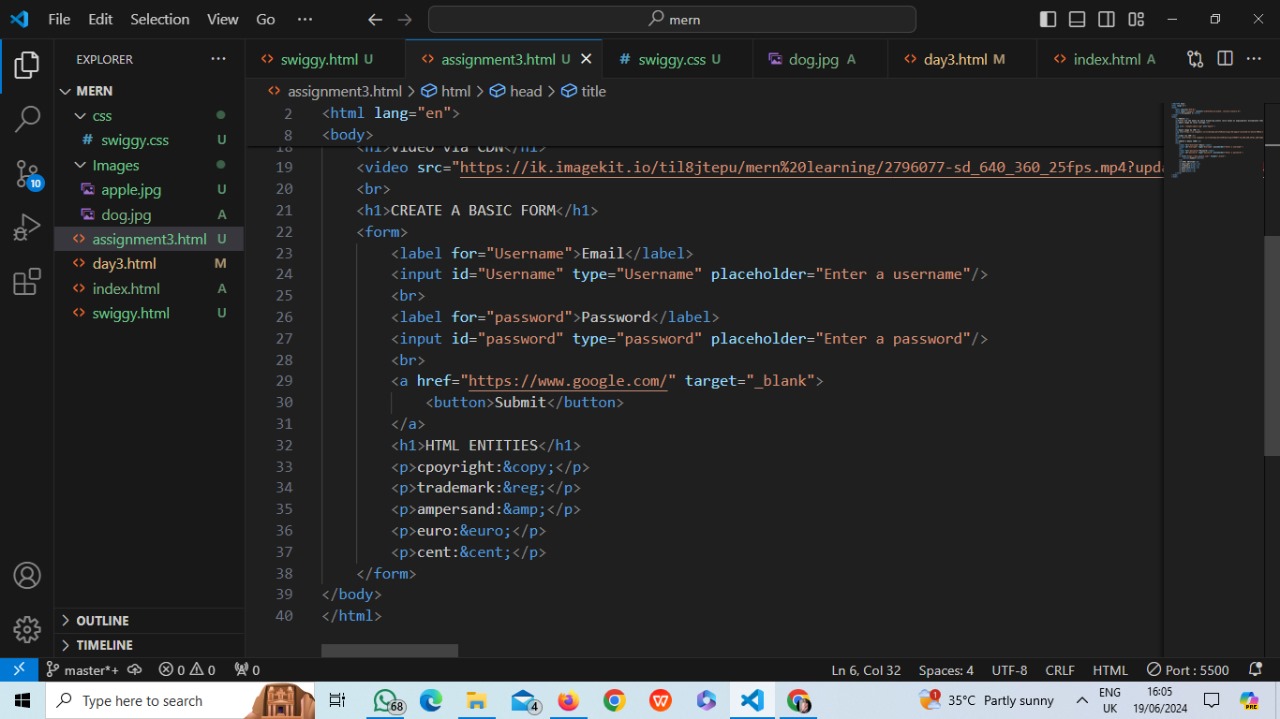 File Edit Selection View Go ··· mern
EXPLORER ···
swiggy.html U assignment3.html U swiggy.css U dog.jpg A day3.html M index.html A ···
MERN
assignment3.html > html > head > title
css
swiggy.css U
Images
apple.jpg U
dog.jpg A
assignment3.html U
day3.html M
index.html A
swiggy.html U
10
2 <html lang="en">
8 <body>
<h1>Video via CDN</h1>
19 <video src="https://ik.imagekit.io/til8jtepu/mern%20learning/2796077-sd_640_360_25fps.mp4?upda
20 <br>
21 <h1>CREATE A BASIC FORM</h1>
22 <form>
23 <label for="Username">Email</label>
24 <input id="Username" type="Username" placeholder="Enter a username"/>
25 <br>
26 <label for="password">Password</label>
27 <input id="password" type="password" placeholder="Enter a password"/>
28 <br>
29 <a href="https://www.google.com/" target="_blank">
30 <button>Submit</button>
31 </a>
32 <h1>HTML ENTITIES</h1>
33 <p>cpoyright:&copy;</p>
34 <p>trademark:&reg;</p>
35 <p>ampersand:&amp;</p>
36 <p>euro:&euro;</p>
37 <p>cent:&cent;</p>
38 </form>
39 </body>
40 </html>
OUTLINE
TIMELINE
master*+ 0 0 0 Ln 6, Col 32 Spaces: 4 UTF-8 CRLF HTML Port : 5500
Type here to search 68 4 1 35°C Partly sunny ENG UK 16:05 19/06/2024 PRE